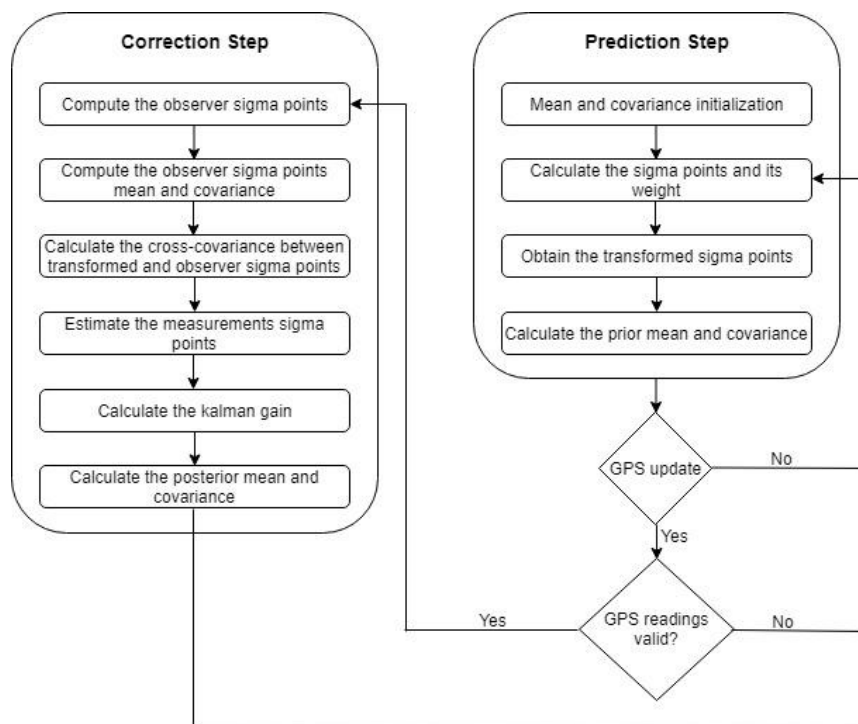 Correction Step
Compute the observer sigma points
Compute the observer sigma points
mean and covariance
Calculate the cross-covariance between
transformed and observer sigma points
Estimate the measurements sigma
points
Calculate the kalman gain
Calculate the posterior mean and
covariance
Prediction Step
Mean and covariance initialization
Calculate the sigma points and its
weight
Obtain the transformed sigma points
Calculate the prior mean and covariance
GPS update
No
Yes
GPS readings
valid?
Yes
No